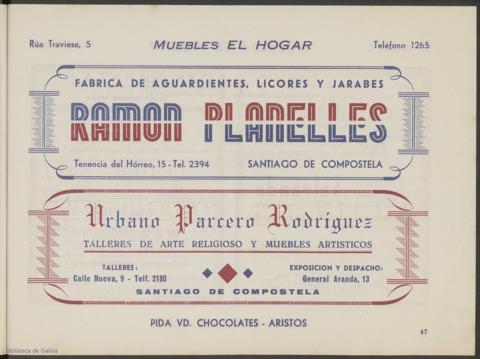 Rúa Traviesa, 5 MUEBLES EL HOGAR Teléfono 1265
FABRICA DE AGUARDIENTES, LICORES Y JARABES
RAMON PLANELLES
Tenencia del Hórreo, 15 - Tel. 2394 SANTIAGO DE COMPOSTELA
Urbano Parcero Rodríguez
TALLERES DE ARTE RELIGIOSO Y MUEBLES ARTISTICOS
TALLERES: EXPOSICION Y DESPACHO:
Calle Nueva, 9 - Telf. 2180 General Aranda, 13
SANTIAGO DE COMPOSTELA
PIDA VD. CHOCOLATES - ARISTOS
47
Biblioteca de Galicia